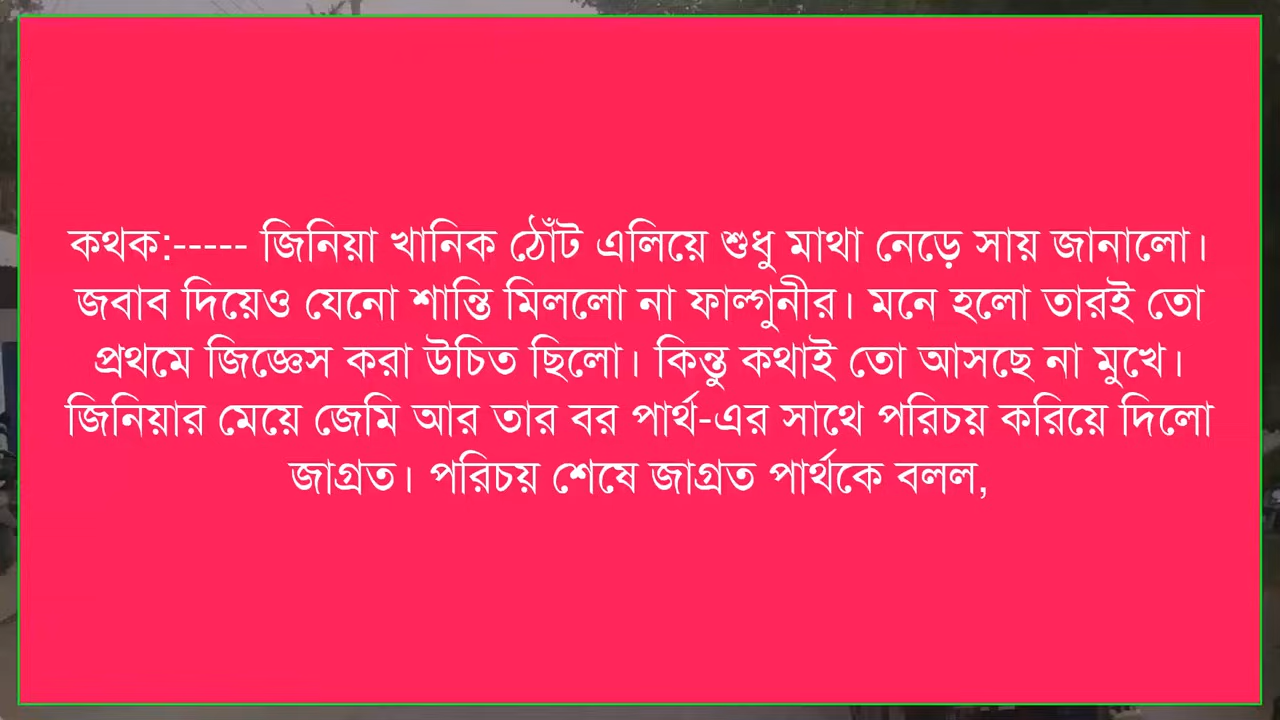 কথক:----- জিনিয়া খানিক ঠোঁট এলিয়ে শুধু মাথা নেড়ে সায় জানালো।
জবাব দিয়েও যেনো শান্তি মিললো না ফাল্গুনীর। মনে হলো তারই তো
প্রথমে জিজ্ঞেস করা উচিত ছিলো। কিন্তু কথাই তো আসছে না মুখে।
জিনিয়ার মেয়ে জেমি আর তার বর পার্থ-এর সাথে পরিচয় করিয়ে দিলো
জাগ্রত। পরিচয় শেষে জাগ্রত পার্থকে বলল,